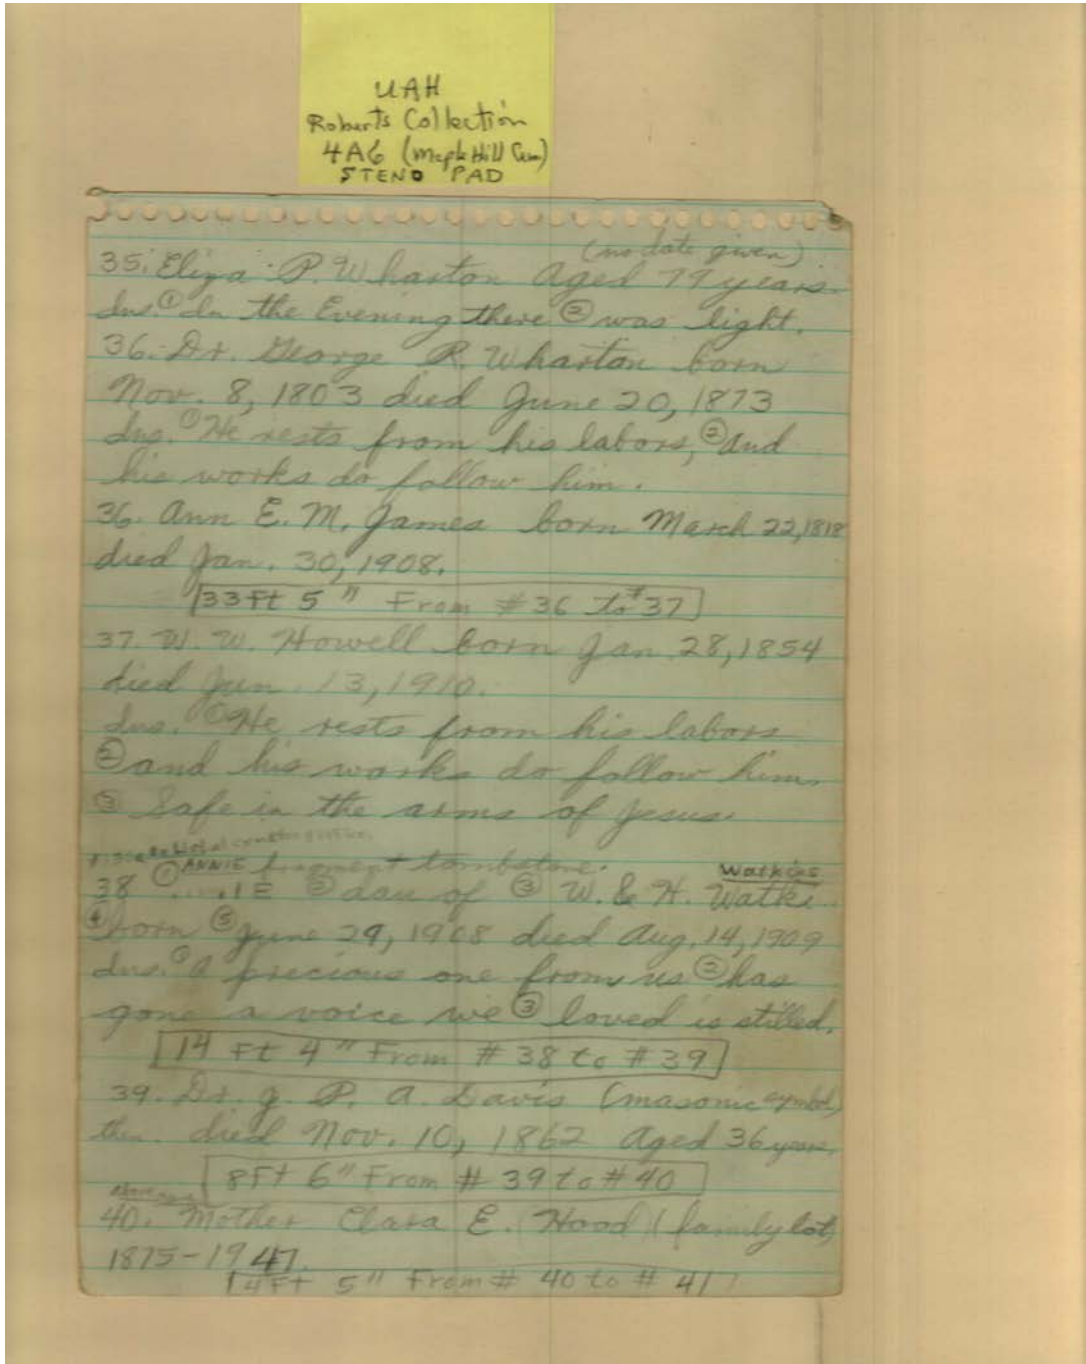 UAH
Roberts Collection
4A6 (Maple Hill Cem)
STENO PAD
(no date given)
35. Eliza P. Wharton Aged 79 years.
Ins. ① In the Evening there ② was light.
36. Dr. George R. Wharton born
Nov. 8, 1803 died June 20, 1873
Ins. ① He rests from his labors, ② and
his works do follow him.
36. Ann E. M. James born March 22, 1818
died Jan. 30, 1908.
33 Ft 5 " From # 36 to # 37
37. W. W. Howell born Jan 28, 1854
died Jun. 13, 1910.
Ins. ① He rests from his labors
② and his works do follow him.
③ Safe in the arms of Jesus.
① ANNIE fragment tombstone. Watkins
38 .....IE ② dau of ③ W. & H. Watki
④ born ⑤ June 29, 1908 died Aug. 14, 1909
Ins. ① A precious one from us ② has
gone a voice we ③ loved is stilled.
14 Ft 4 " From # 38 to # 39
39. Dr. J. P. A. Davis (masonic symbol)
then died Nov. 10, 1862 Aged 36 years.
8 Ft 6 " From # 39 to # 40
40. Mother Clara E. (Hood) (family lot)
1875-1947.
14 Ft 5 " From # 40 to # 41